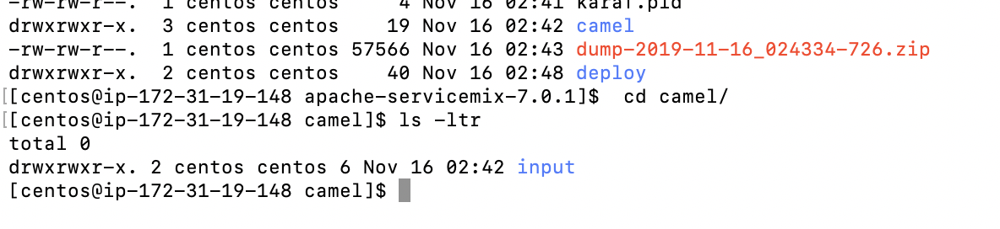 -rw-rw-r--.  1 centos centos     4 Nov 16 02:41 karaf.pid
drwxrwxr-x.  3 centos centos    19 Nov 16 02:42 camel
-rw-rw-r--.  1 centos centos 57566 Nov 16 02:43 dump-2019-11-16_024334-726.zip
drwxrwxr-x.  2 centos centos    40 Nov 16 02:48 deploy
[[centos@ip-172-31-19-148 apache-servicemix-7.0.1]$  cd camel/
[[centos@ip-172-31-19-148 camel]$ ls -ltr
total 0
drwxrwxr-x. 2 centos centos 6 Nov 16 02:42 input
[centos@ip-172-31-19-148 camel]$